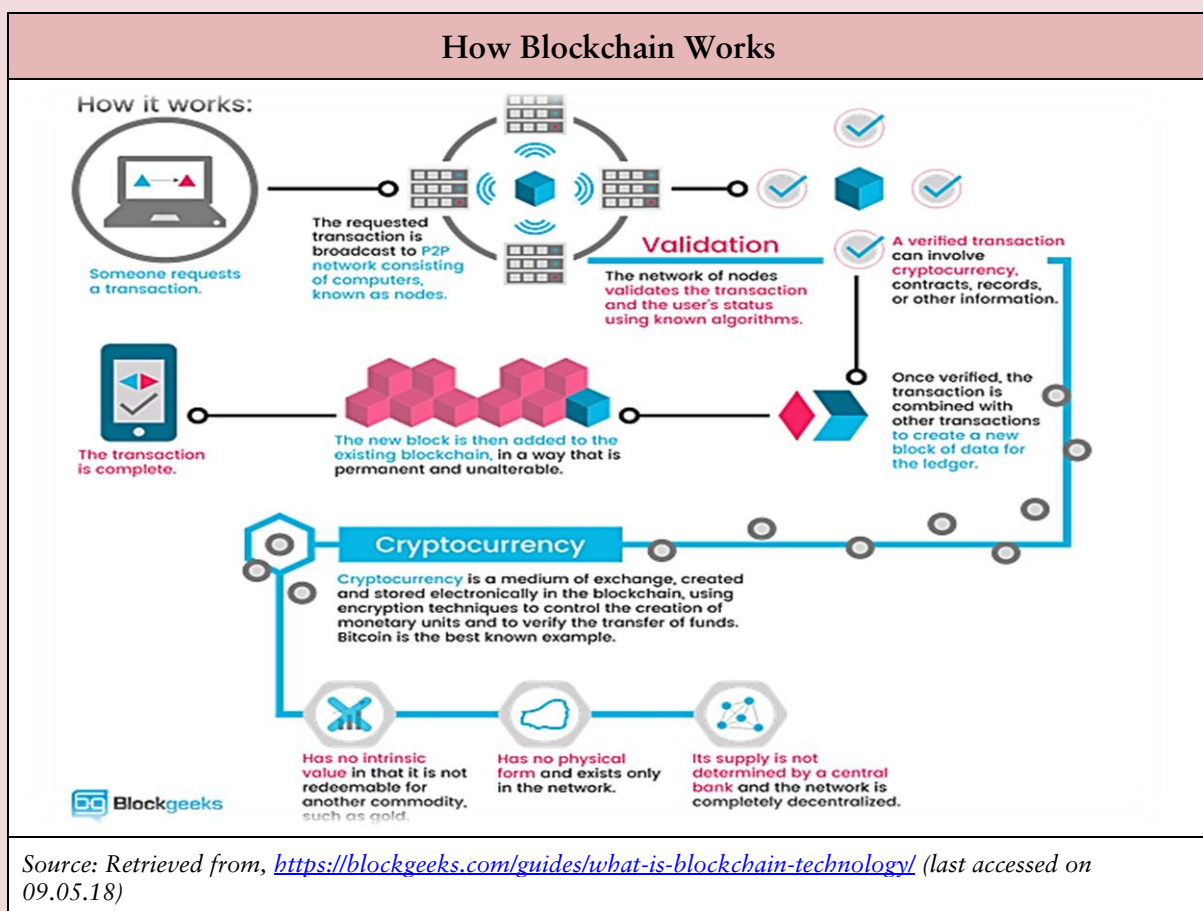 How Blockchain Works
How it works:
Someone requests
a transaction.
The requested
transaction is
broadcast to P2P
network consisting
of computers,
known as nodes.
Validation
The network of nodes
validates the transaction
and the user's status
using known algorithms.
A verified transaction
can involve
cryptocurrency,
contracts, records,
or other information.
Once verified, the
transaction is
combined with
other transactions
to create a new
block of data for
the ledger.
The new block is then added to the
existing blockchain, in a way that is
permanent and unalterable.
The transaction
is complete.
Cryptocurrency
Cryptocurrency is a medium of exchange, created
and stored electronically in the blockchain, using
encryption techniques to control the creation of
monetary units and to verify the transfer of funds.
Bitcoin is the best known example.
Has no intrinsic
value in that it is not
redeemable for
another commodity,
such as gold.
Has no physical
form and exists only
in the network.
Its supply is not
determined by a central
bank and the network is
completely decentralized.
bg Blockgeeks
Source: Retrieved from, https://blockgeeks.com/guides/what-is-blockchain-technology/ (last accessed on
09.05.18)